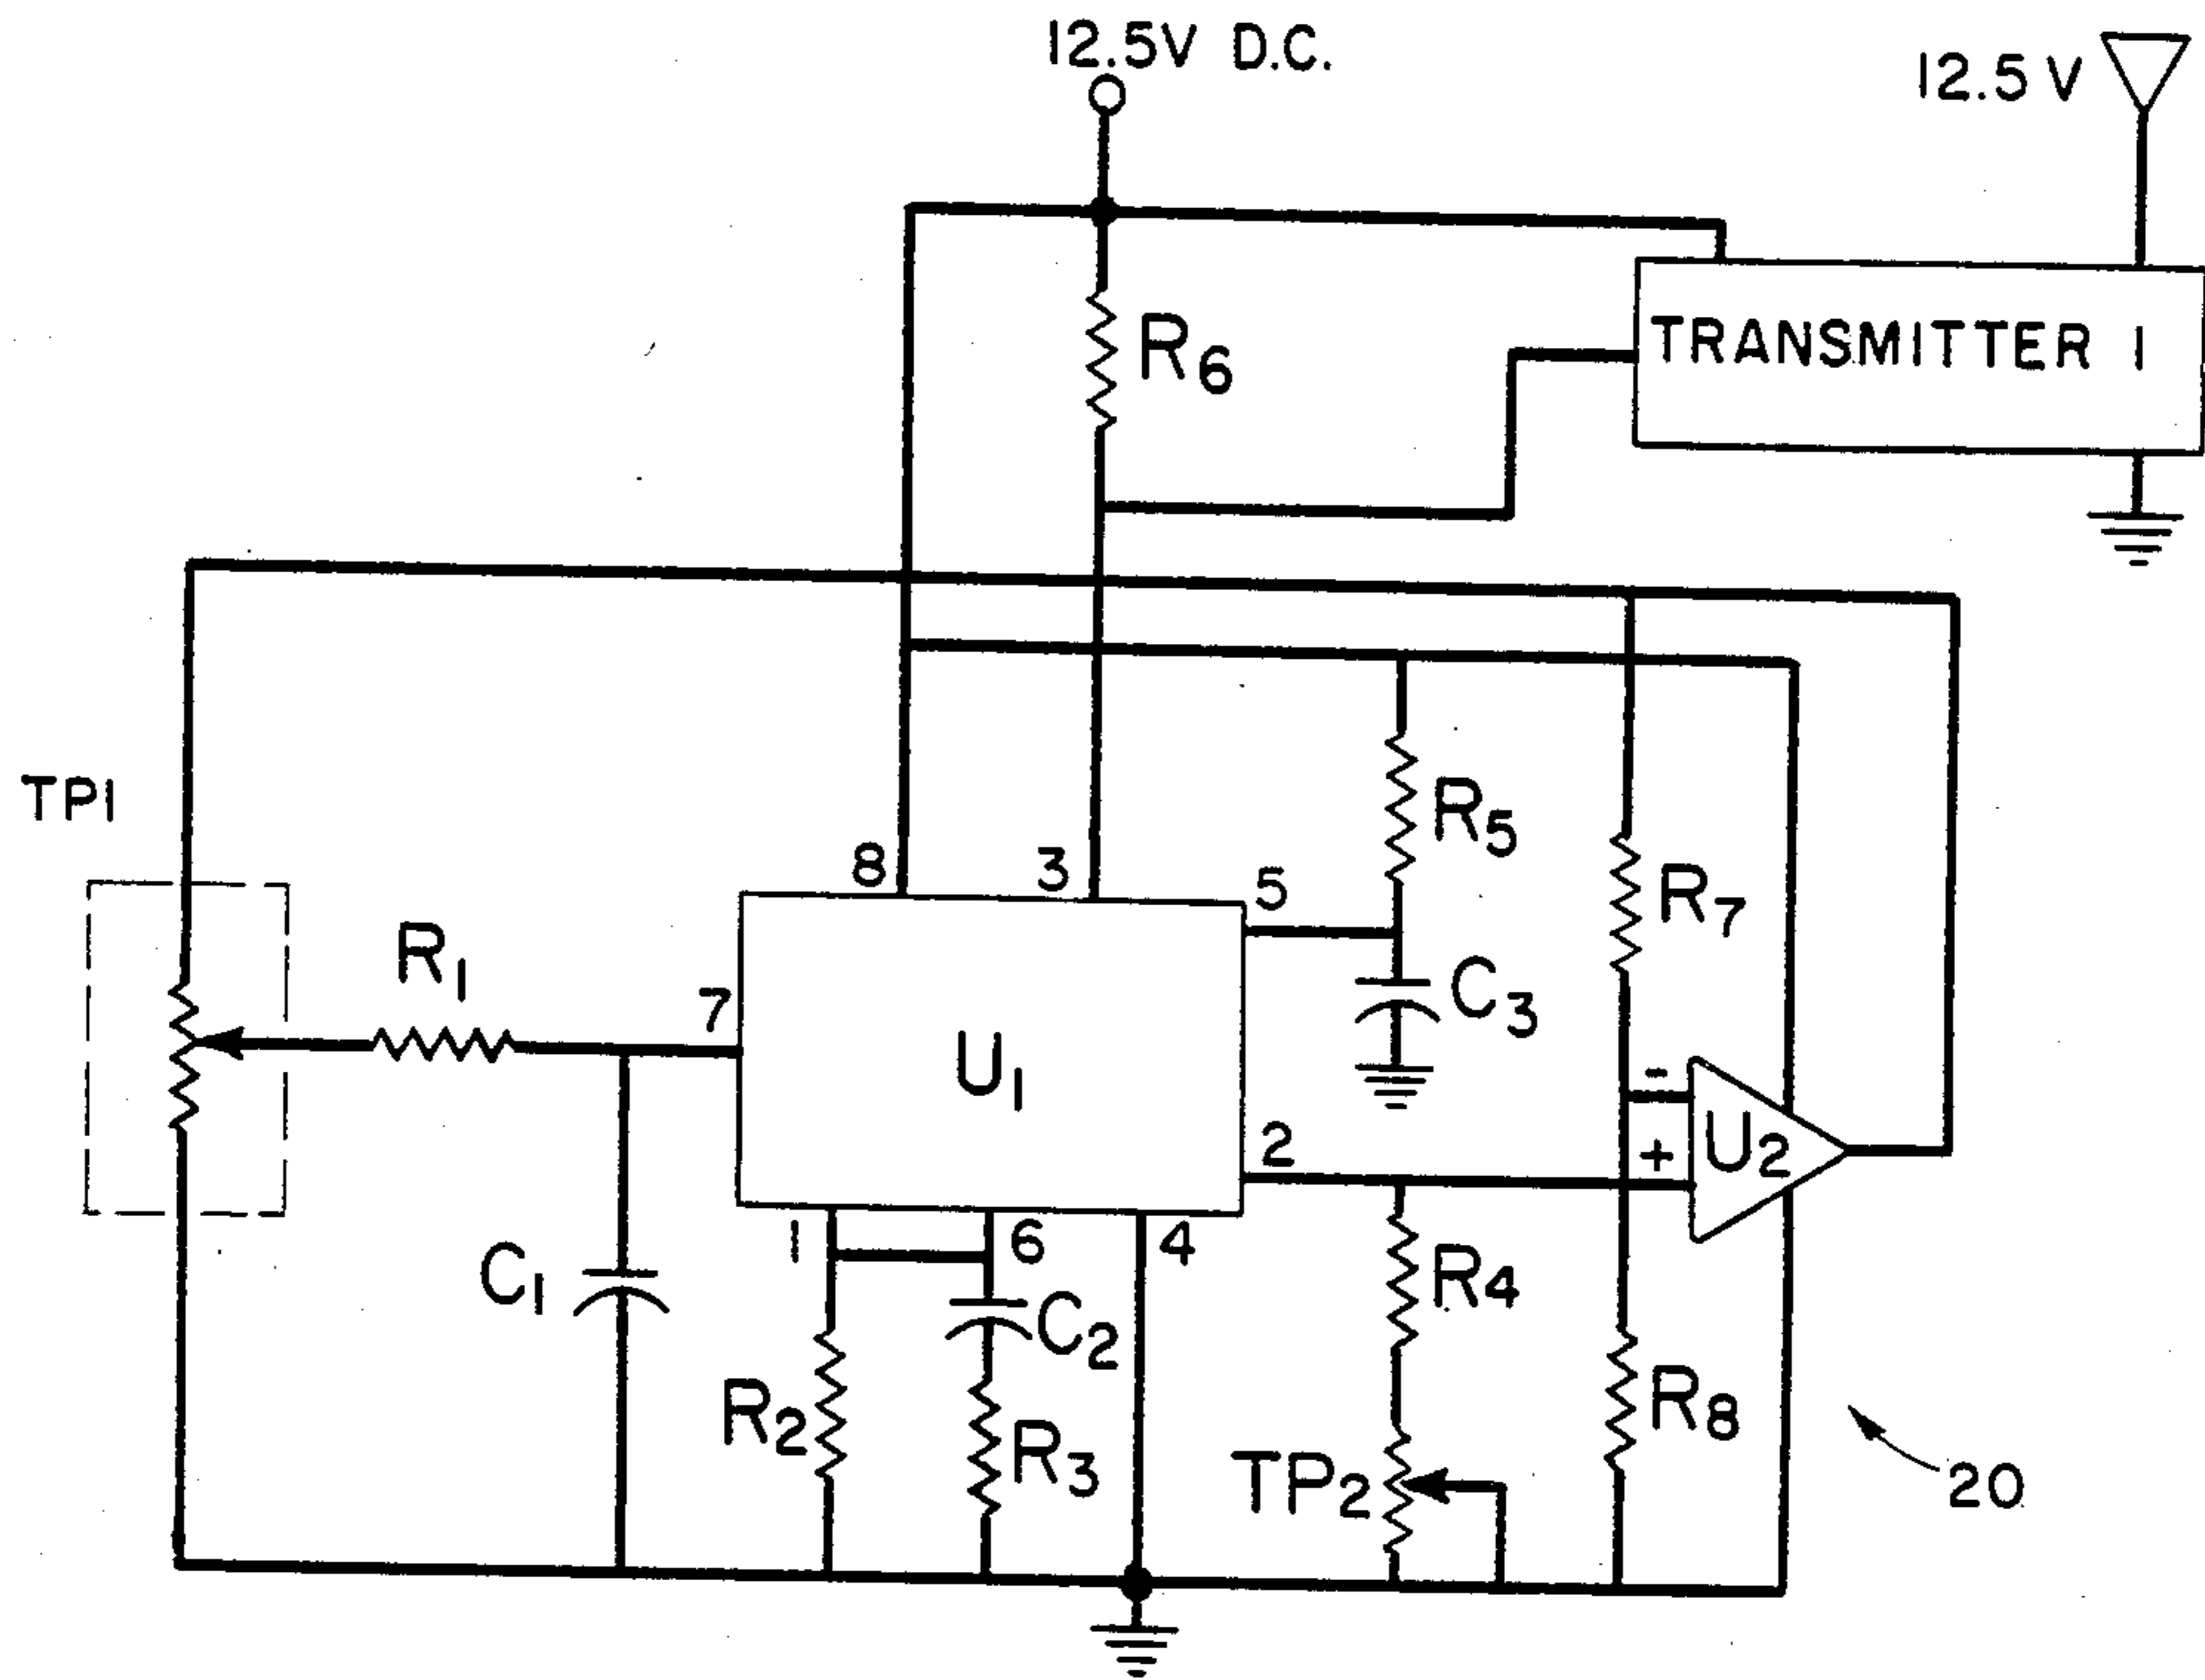 12.5V D.C.
12.5 V
R6
TRANSMITTER 1
TP1
8
3
5
R5
R7
R1
7
C3
U1
-
2
+
U2
1
6
4
C1
C2
R4
R2
R3
R8
TP2
20